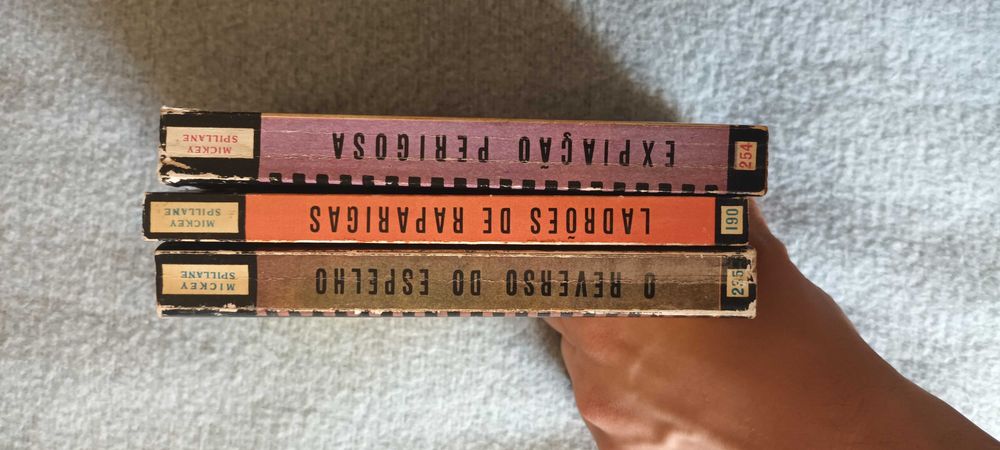 MICKEY
SPILLANE
EXPIAÇÃO PERIGOSA
254
MICKEY
SPILLANE
LADRÕES DE RAPARIGAS
190
MICKEY
SPILLANE
O REVERSO DO ESPELHO
235